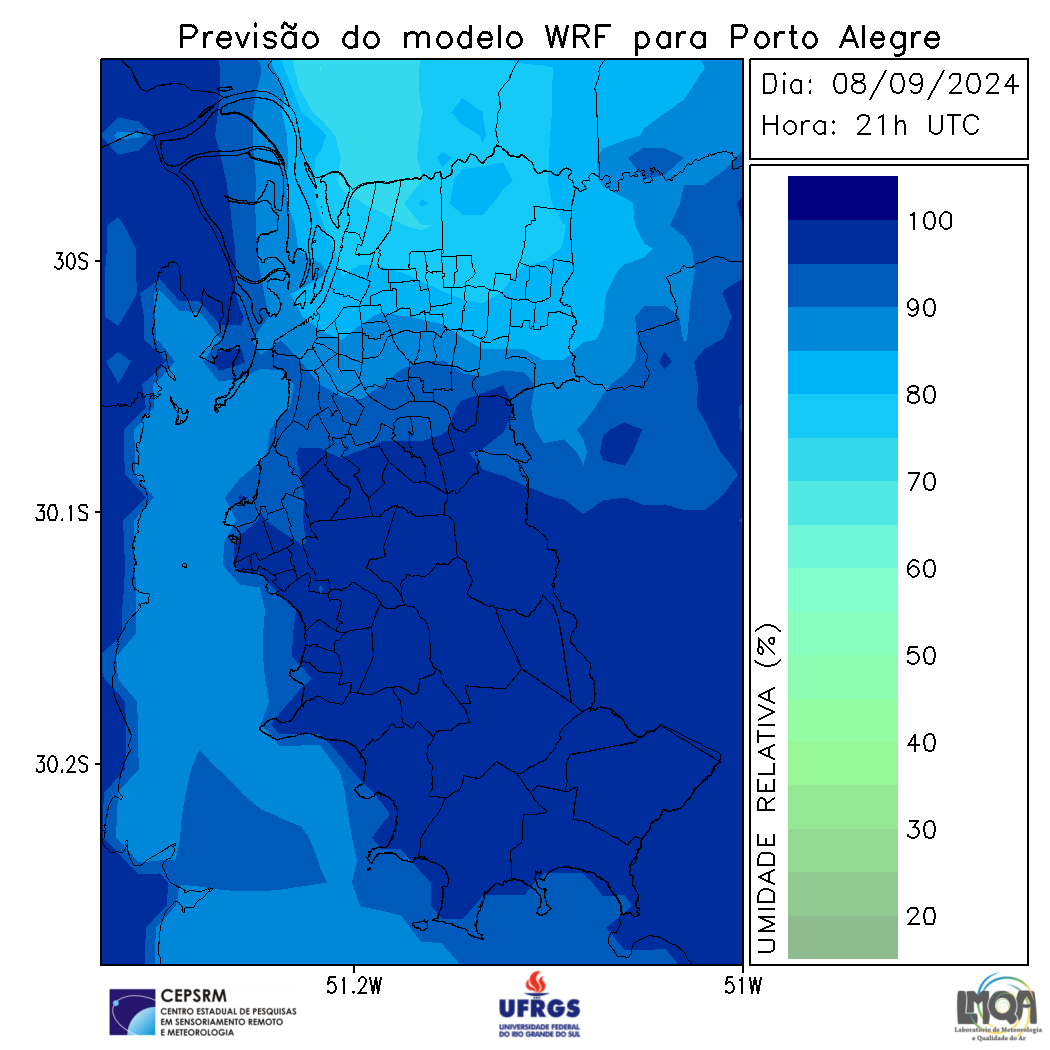 Previsão do modelo WRF para Porto Alegre
Dia: 08/09/2024
Hora: 21h UTC
30S
30.1S
30.2S
51.2W
51W
100
90
80
70
60
50
40
30
20
UMIDADE RELATIVA (%)
CEPSRM
CENTRO ESTADUAL DE PESQUISAS
EM SENSORIAMENTO REMOTO
E METEOROLOGIA
UFRGS
UNIVERSIDADE FEDERAL
DO RIO GRANDE DO SUL
LMQA
Laboratório de Meteorologia
e Qualidade do Ar